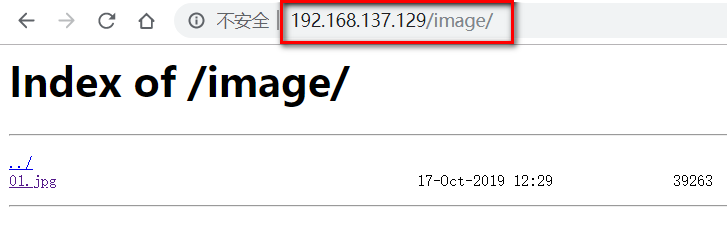 不安全 192.168.137.129/image/
Index of /image/
../
01.jpg 17-Oct-2019 12:29 39263